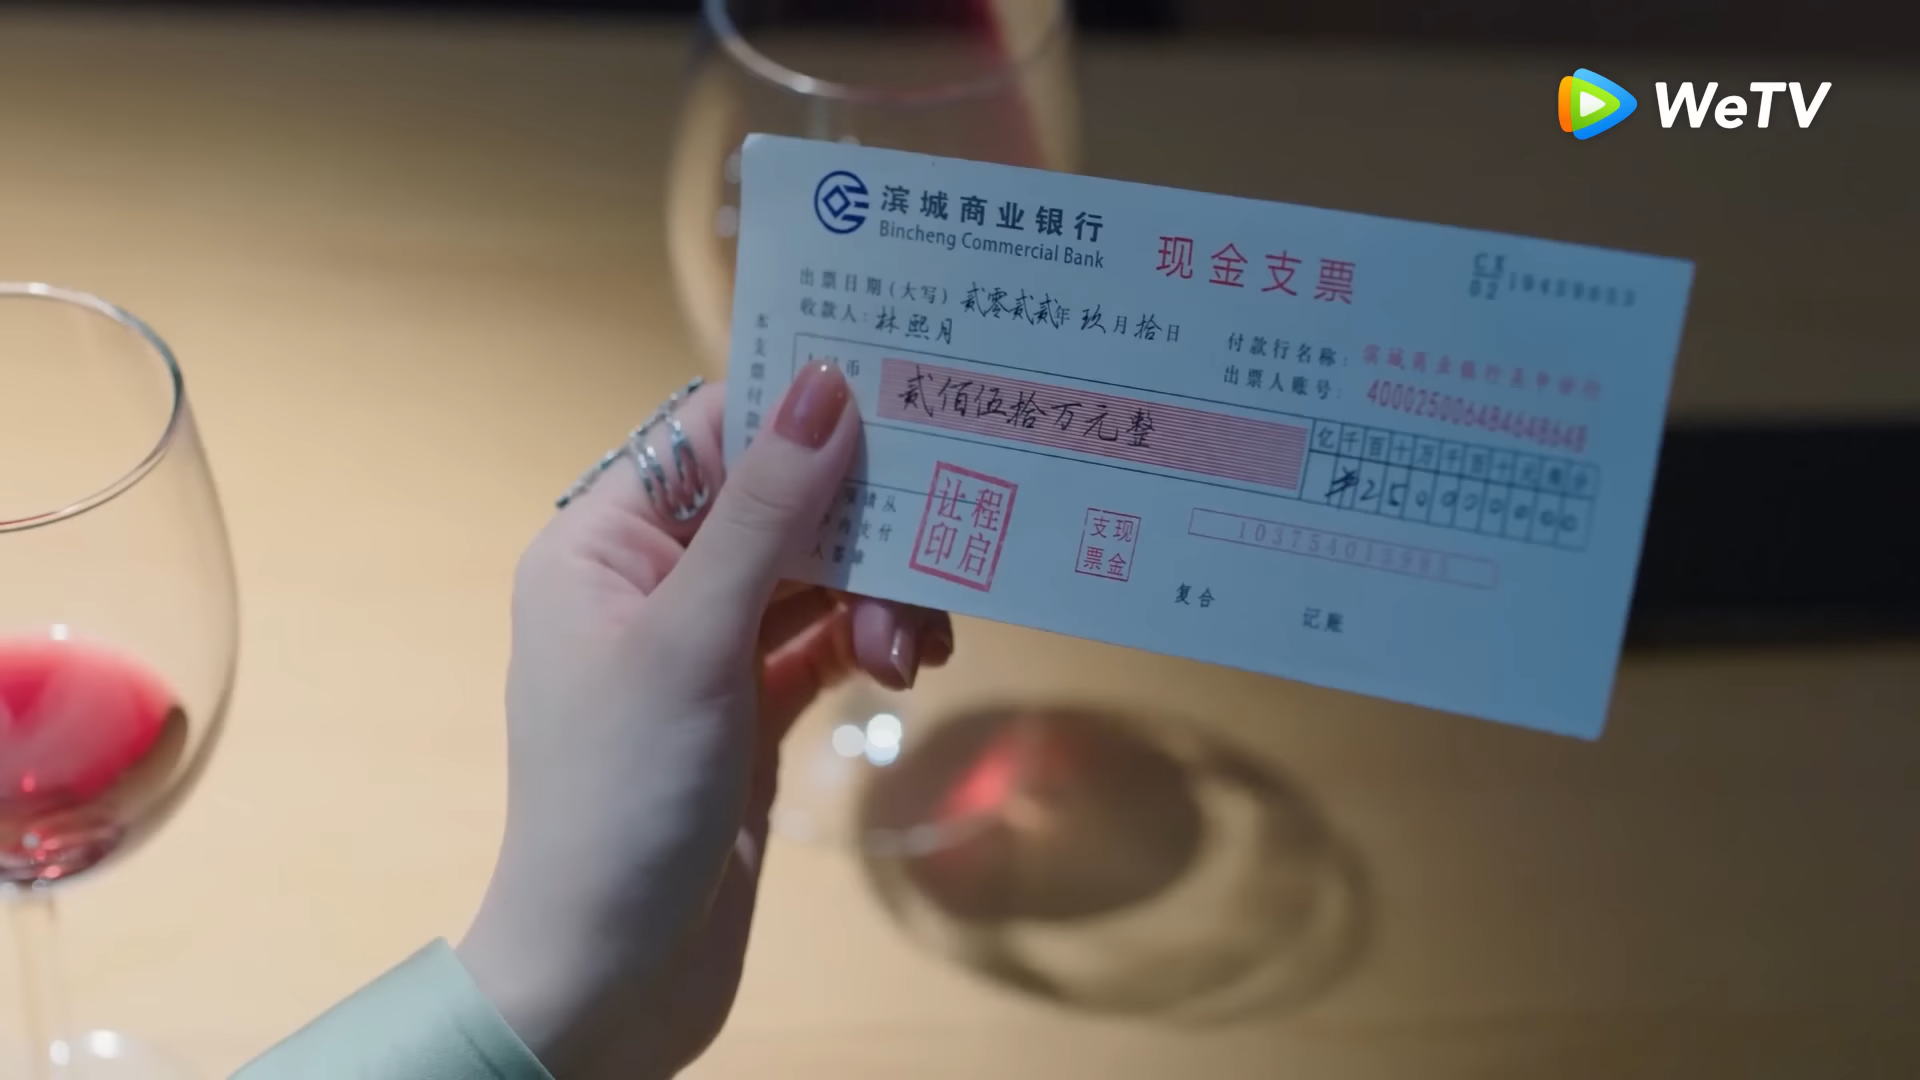 WeTV
滨城商业银行
Bincheng Commercial Bank
现金支票
出票日期(大写) 贰零贰贰年 玖月拾日
收款人: 林熙月
付款行名称:
出票人账号: 400025006484648648
贰佰伍拾万元整
亿千百十万千百十元角分
¥250000000
让程
印启
支现
票金
复合
记账